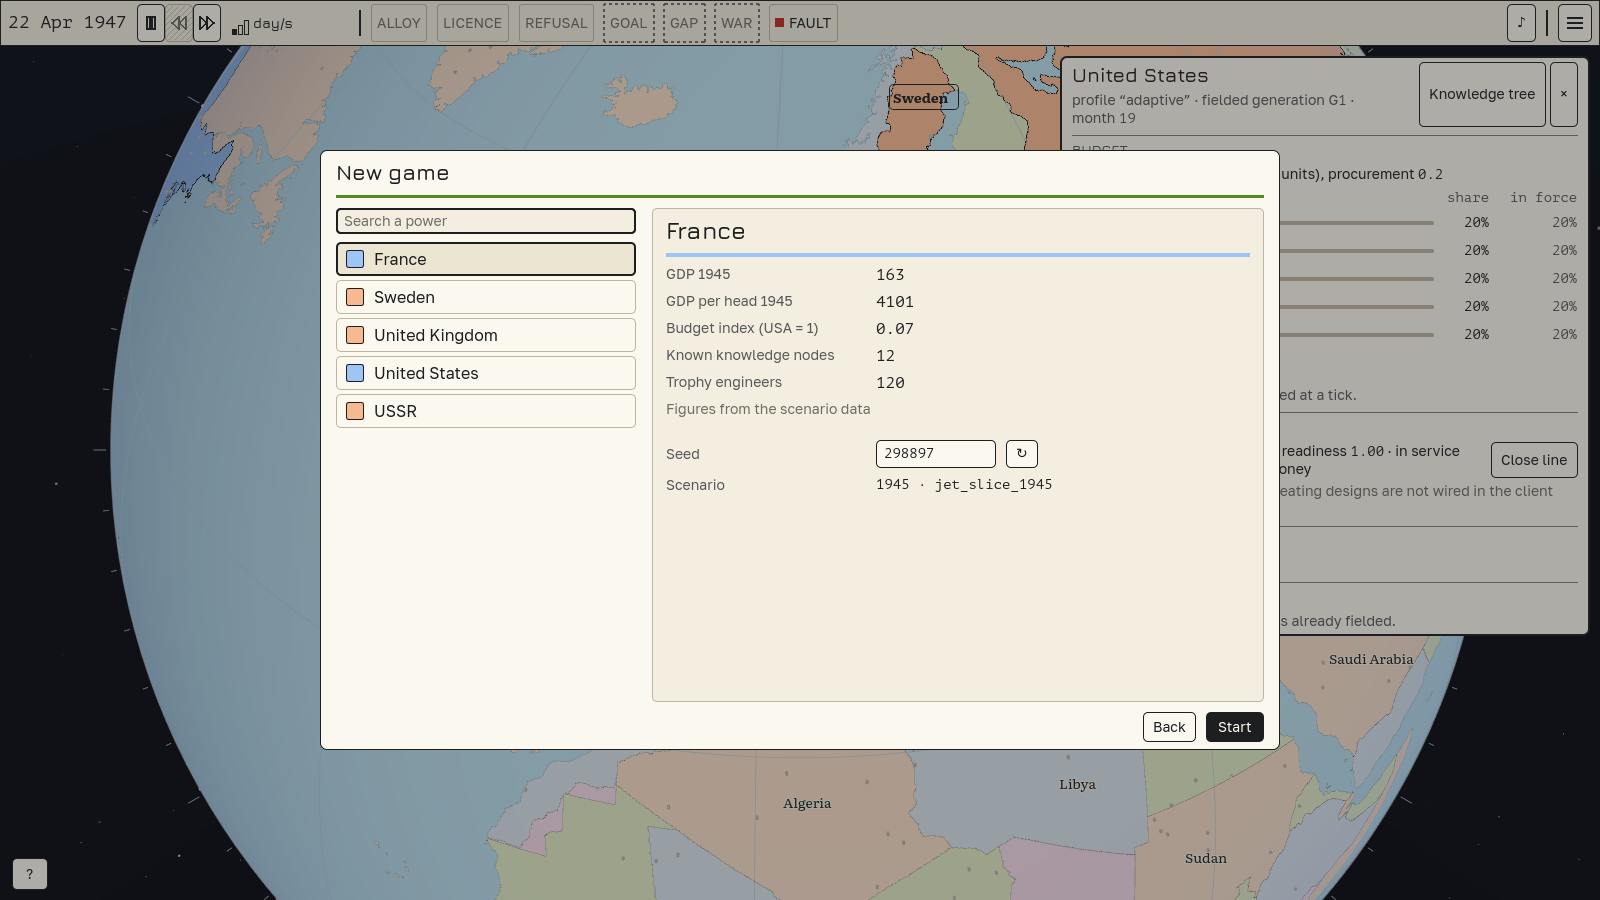 22 Apr 1947
day/s
ALLOY
LICENCE
REFUSAL
GOAL
GAP
WAR
FAULT
♪
Sweden
United States
profile “adaptive” · fielded generation G1 ·
month 19
Knowledge tree
×
BUDGET
units), procurement 0.2
share in force
20% 20%
20% 20%
20% 20%
20% 20%
20% 20%
ed at a tick.
readiness 1.00 · in service
oney
Close line
eating designs are not wired in the client
s already fielded.
New game
Search a power
France
Sweden
United Kingdom
United States
USSR
France
GDP 1945 163
GDP per head 1945 4101
Budget index (USA = 1) 0.07
Known knowledge nodes 12
Trophy engineers 120
Figures from the scenario data
Seed 298897 ↻
Scenario 1945 · jet_slice_1945
Back
Start
Saudi Arabia
Algeria
Libya
Sudan
?